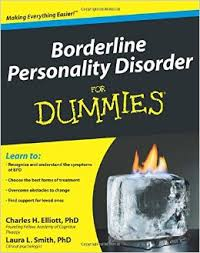 Making Everything Easier!™
Borderline
Personality Disorder
FOR
DUMMIES®
Learn to:
• Recognize and understand the symptoms
of BPD
• Choose the best forms of treatment
• Overcome obstacles to change
• Find support for loved ones
Charles H. Elliott, PhD
Founding Fellow, Academy of Cognitive
Therapy
Laura L. Smith, PhD
Clinical psychologist